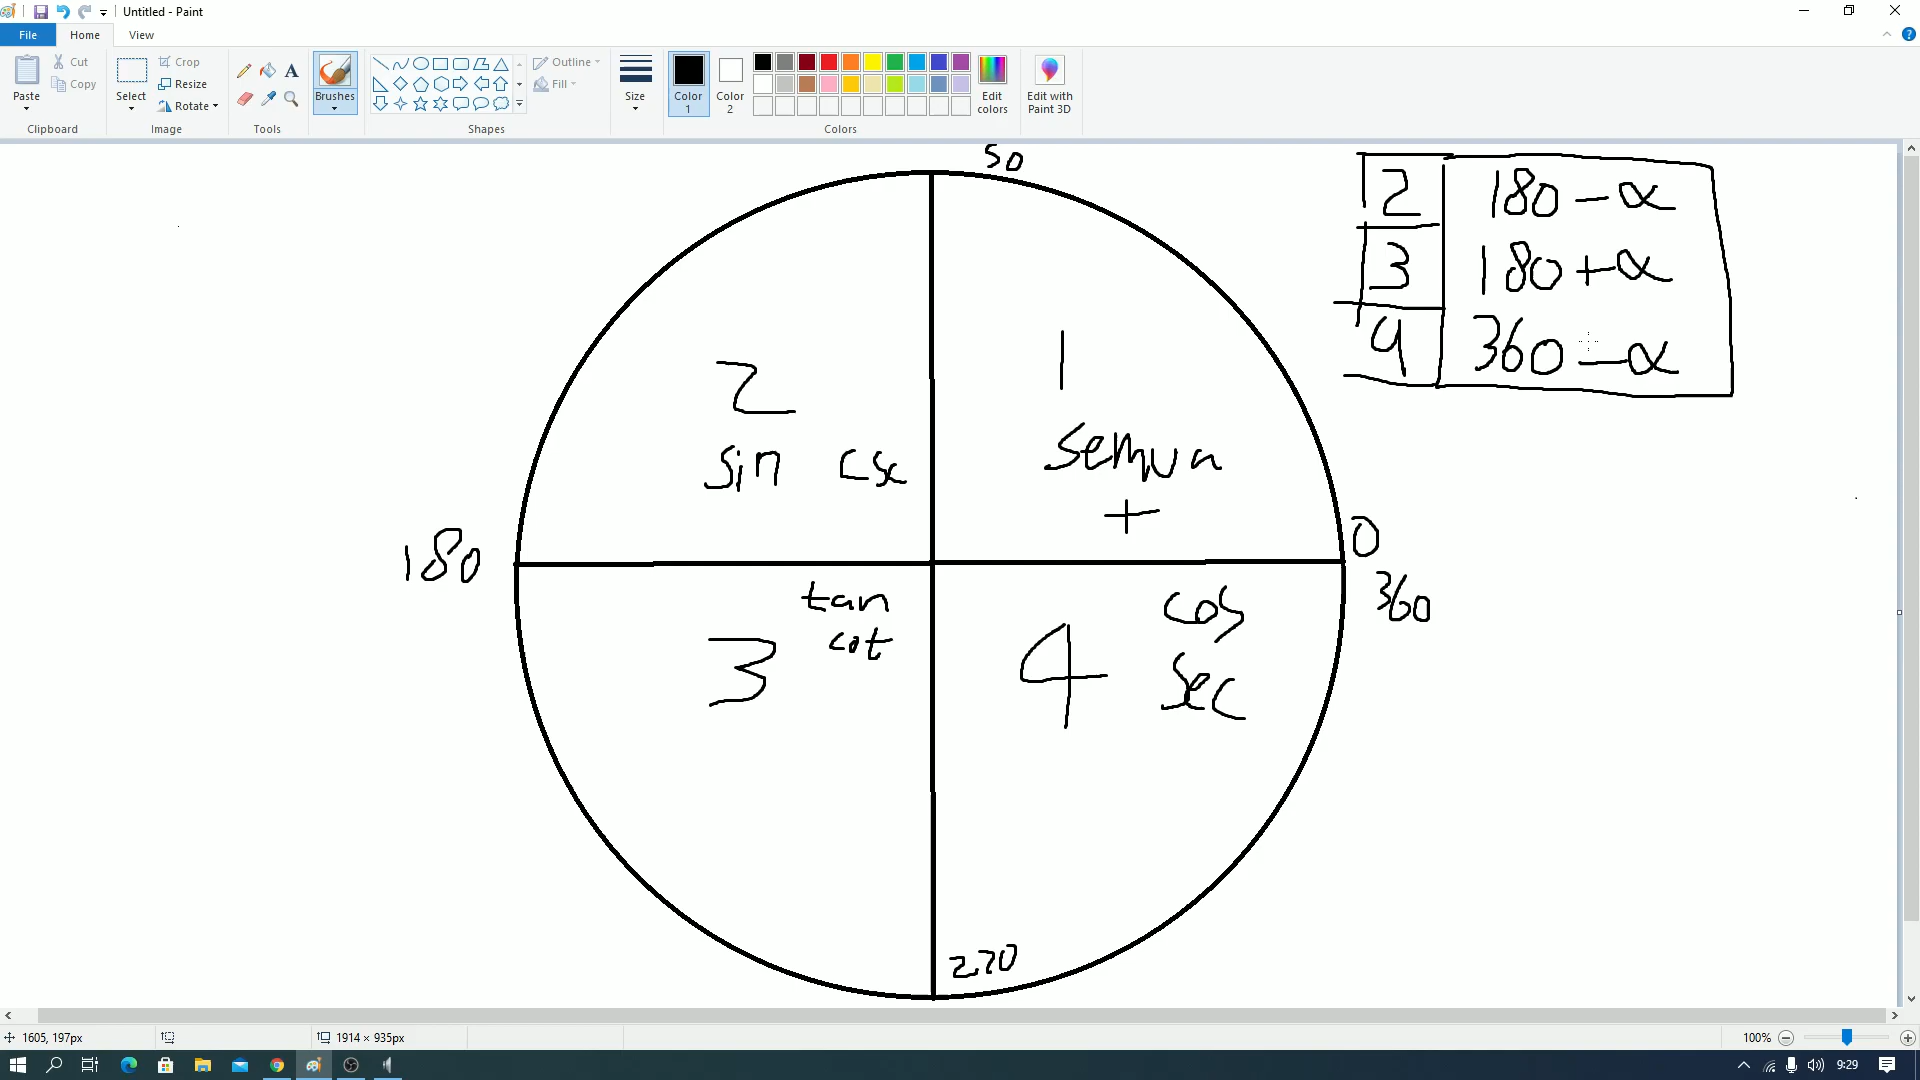 Untitled - Paint
File Home View
Paste
Cut
Copy
Clipboard
Select
Crop
Resize
Rotate
Image
Tools
Brushes
Shapes
Outline
Fill
Size
Color 1
Color 2
Colors
Edit colors
Edit with Paint 3D
90
2 180 - α
3 180 + α
4 360 - α
2
sin csc
1
semua
+
180
0
360
tan
cot
3
cos
sec
4
270
1605, 197px
1914 × 935px
100%
9:29